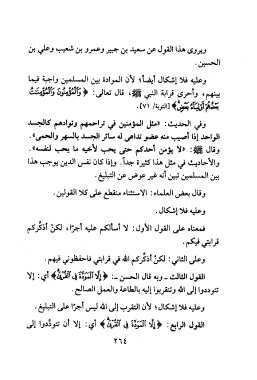 ويروى هذا القول عن سعيد بن جبير وعمرو بن شعيب وعلي بن
الحسين.
وعليه فلا إشكال أيضاً؛ لأن الموادة بين المسلمين واجبة فيما
بينهم، وأحرى قرابة النبي ﷺ، قال تعالى: ﴿وَٱلْمُؤْمِنُونَ وَٱلْمُؤْمِنَٰتُ
بَعْضُهُمْ أَوْلِيَآءُ بَعْضٍ﴾ [التوبة/ ٧١].
وفي الحديث: «مثل المؤمنين في تراحمهم وتوادهم كالجسد
الواحد إذا أصيب منه عضو تداعى له سائر الجسد بالسهر والحمى».
وقال ﷺ: «لا يؤمن أحدكم حتى يحب لأخيه ما يحب لنفسه».
والأحاديث في مثل هذا كثيرة جداً. وإذا كان نفس الدين يوجب هذا
بين المسلمين تبين أنه غير عوض عن التبليغ.
وقال بعض العلماء: الاستثناء منقطع على كلا القولين.
وعليه فلا إشكال.
فمعناه على القول الأول: لا أسألكم عليه أجرًا، لكنْ أذكّركم
قرابتي فيكم.
وعلى الثاني: لكنْ أذكّركم الله في قرابتي فاحفظوني فيهم.
القول الثالث ـ وبه قال الحسن ـ: ﴿إِلَّا ٱلْمَوَدَّةَ فِي ٱلْقُرْبَىٰ﴾ أي: إلا
تتوددوا إلى الله وتتقربوا إليه بالطاعة والعمل الصالح.
وعليه فلا إشكال؛ لأن التقرب إلى الله ليس أجرًا على التبليغ.
القول الرابع: ﴿إِلَّا ٱلْمَوَدَّةَ فِي ٱلْقُرْبَىٰ﴾ أي: إلا أن تتودَّدوا إلى
٢٦٤